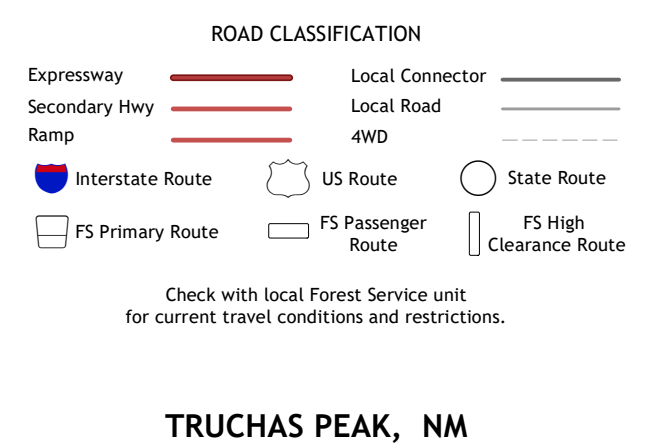 ROAD CLASSIFICATION
Expressway
Local Connector
Secondary Hwy
Local Road
Ramp
4WD
Interstate Route
US Route
State Route
FS Primary Route
FS Passenger
Route
FS High
Clearance Route
Check with local Forest Service unit
for current travel conditions and restrictions.
TRUCHAS PEAK, NM